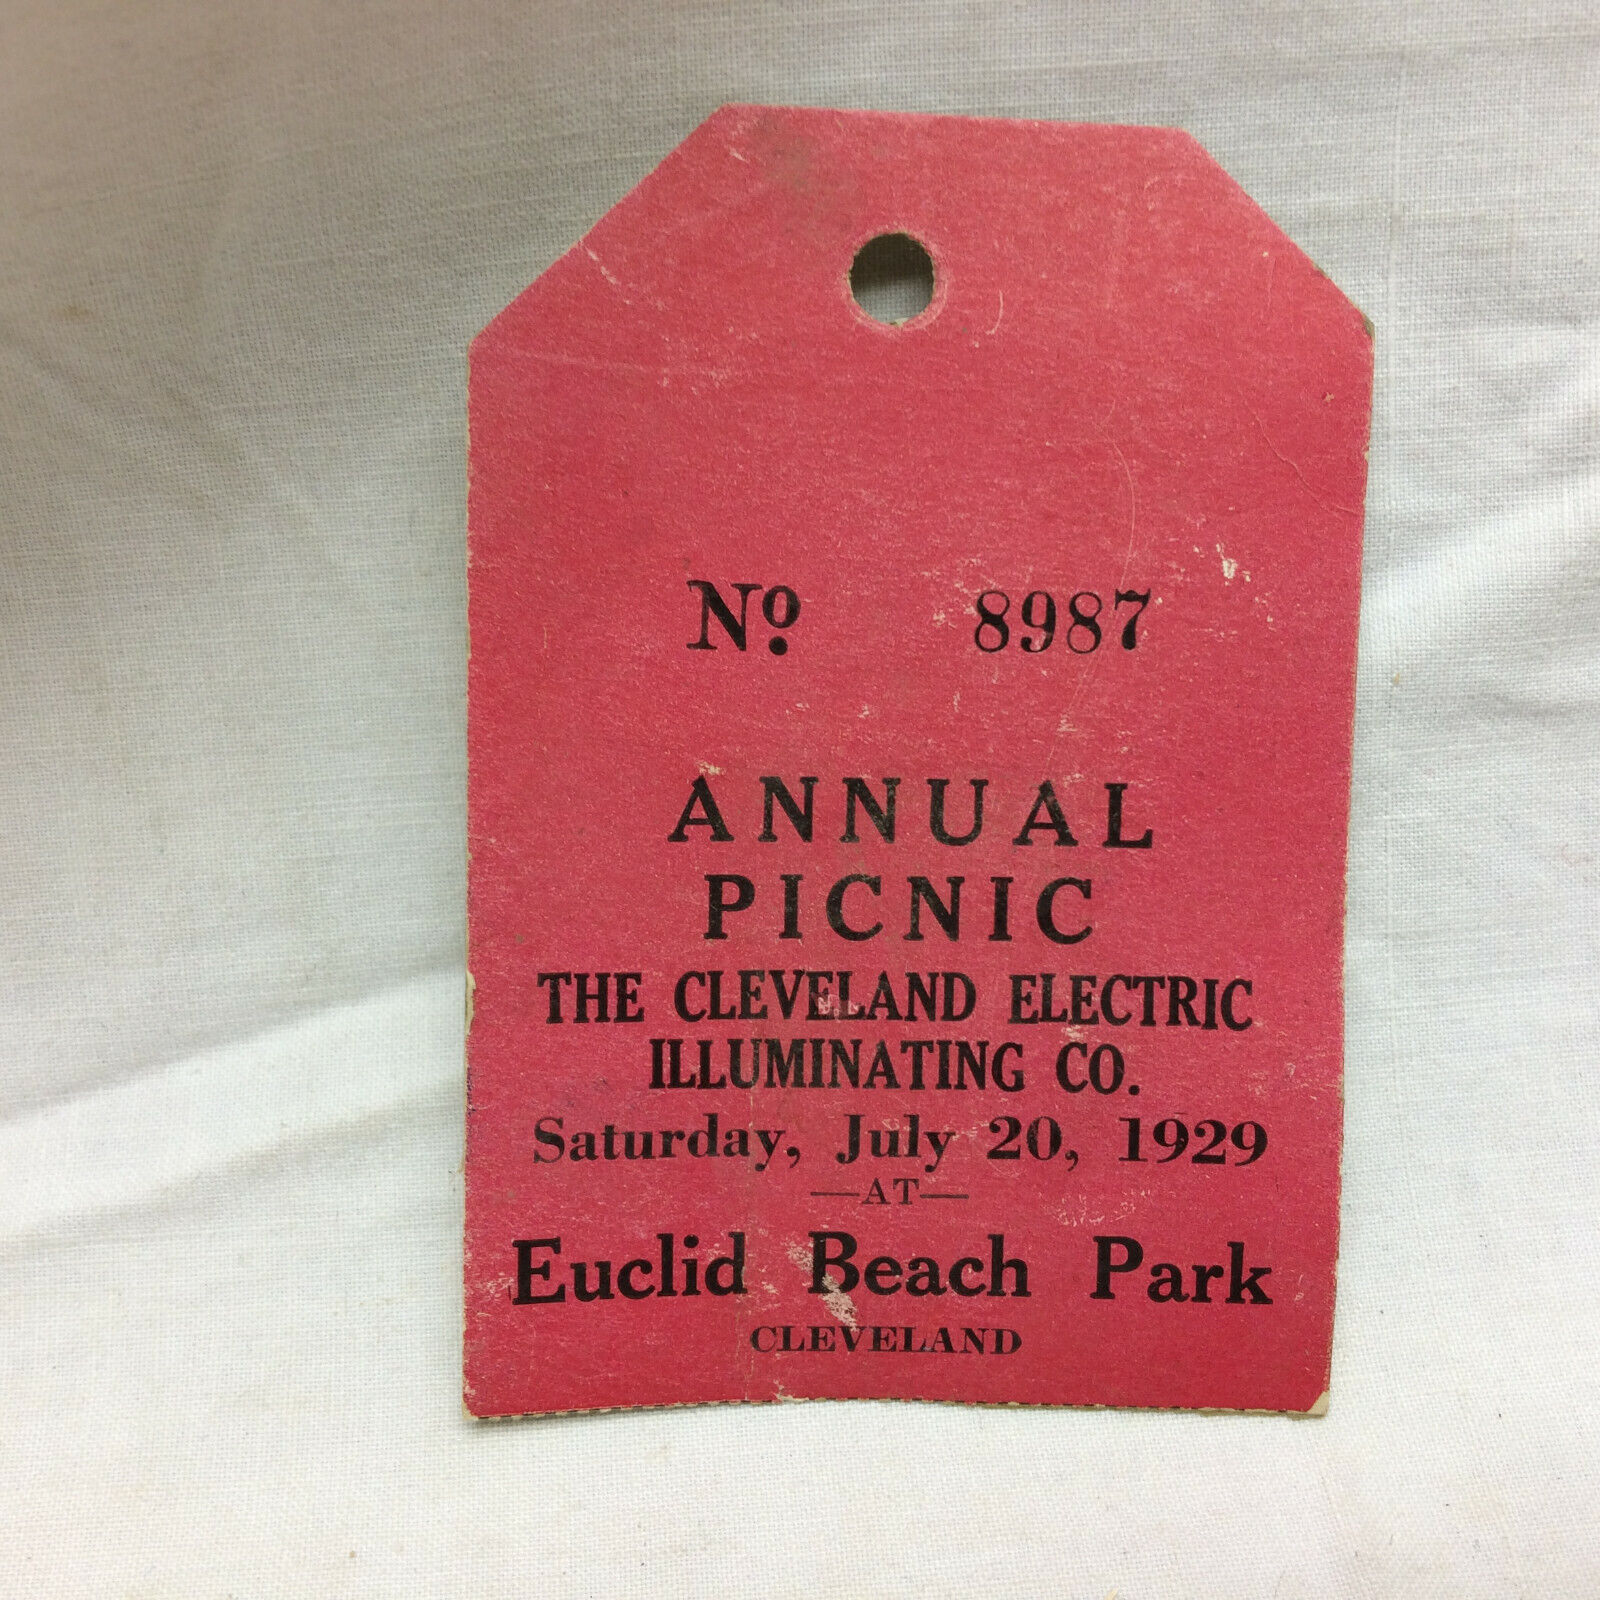 Nº 8987
ANNUAL
PICNIC
THE CLEVELAND ELECTRIC
ILLUMINATING CO.
Saturday, July 20, 1929
—AT—
Euclid Beach Park
CLEVELAND